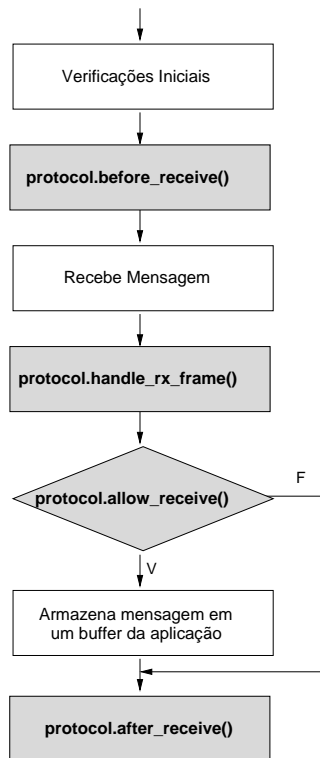 Verificações Iniciais
protocol.before_receive()
Recebe Mensagem
protocol.handle_rx_frame()
protocol.allow_receive()
F
V
Armazena mensagem em
um buffer da aplicação
protocol.after_receive()